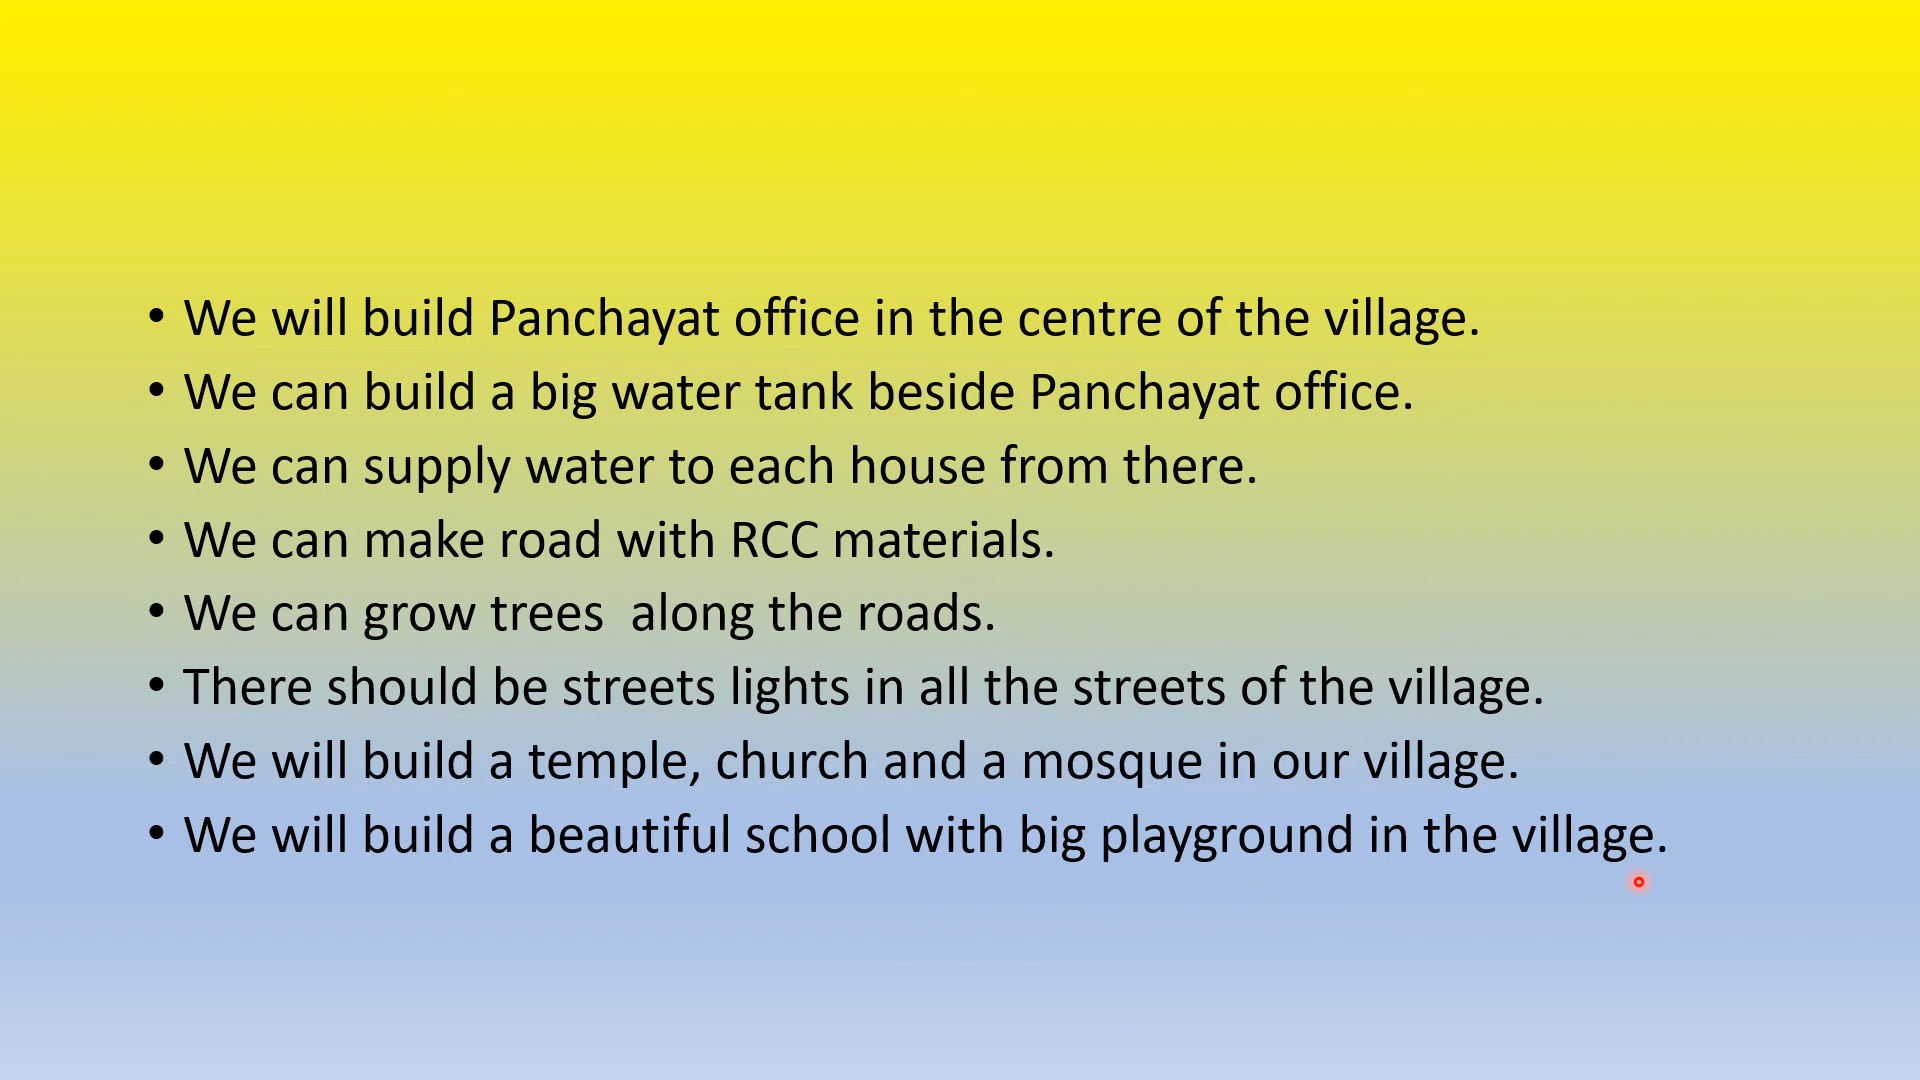 • We will build Panchayat office in the centre of the village.
• We can build a big water tank beside Panchayat office.
• We can supply water to each house from there.
• We can make road with RCC materials.
• We can grow trees  along the roads.
• There should be streets lights in all the streets of the village.
• We will build a temple, church and a mosque in our village.
• We will build a beautiful school with big playground in the village.